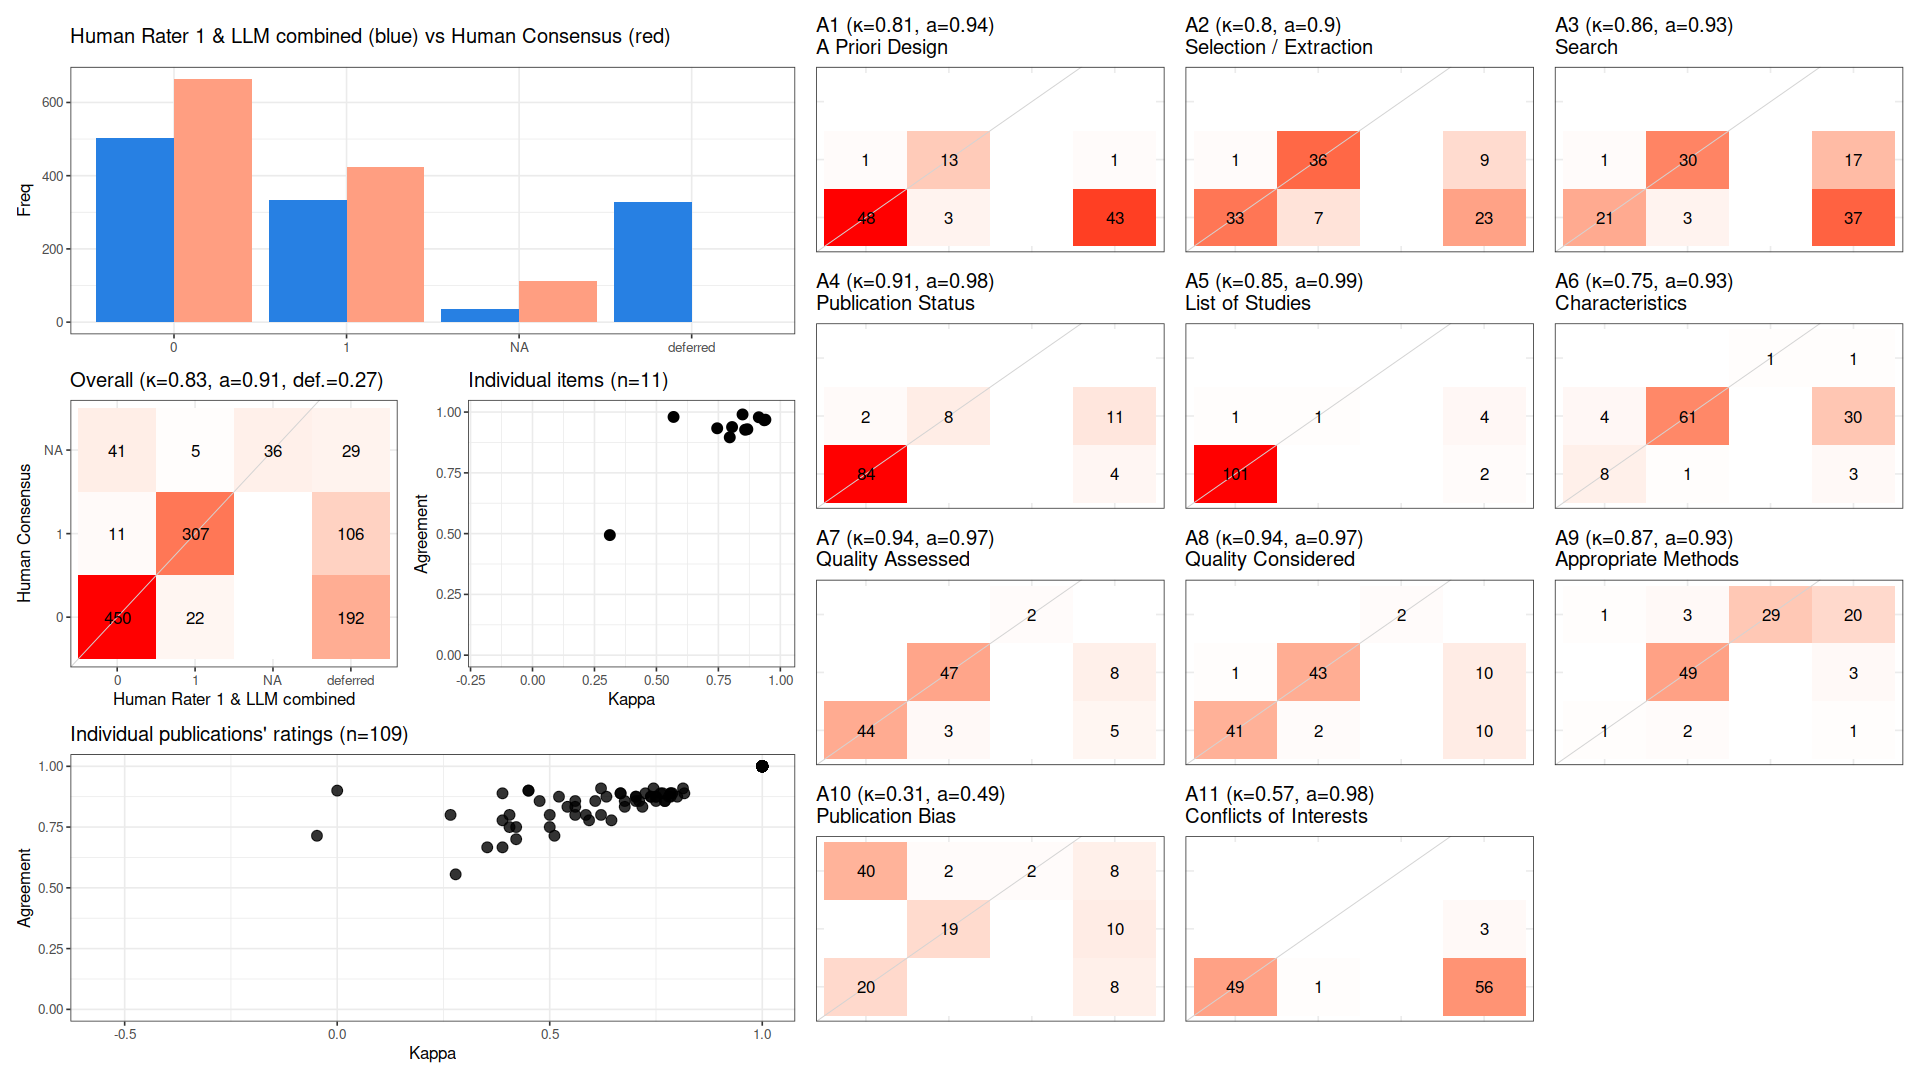 Human Rater 1 & LLM combined (blue) vs Human Consensus (red)
Freq
600
400
200
0
0 1 NA deferred
Overall (κ=0.83, a=0.91, def.=0.27)
Human Consensus
NA
1
0
41 5 36 29
11 307 106
450 22 192
0 1 NA deferred
Human Rater 1 & LLM combined
Individual items (n=11)
Agreement
1.00
0.75
0.50
0.25
0.00
-0.25 0.00 0.25 0.50 0.75 1.00
Kappa
Individual publications' ratings (n=109)
Agreement
1.00
0.75
0.50
0.25
0.00
-0.5 0.0 0.5 1.0
Kappa
A1 (κ=0.81, a=0.94)
A Priori Design
1 13 1
48 3 43
A2 (κ=0.8, a=0.9)
Selection / Extraction
1 36 9
33 7 23
A3 (κ=0.86, a=0.93)
Search
1 30 17
21 3 37
A4 (κ=0.91, a=0.98)
Publication Status
2 8 11
84 4
A5 (κ=0.85, a=0.99)
List of Studies
1 1 4
101 2
A6 (κ=0.75, a=0.93)
Characteristics
1 1
4 61 30
8 1 3
A7 (κ=0.94, a=0.97)
Quality Assessed
2
47 8
44 3 5
A8 (κ=0.94, a=0.97)
Quality Considered
2
1 43 10
41 2 10
A9 (κ=0.87, a=0.93)
Appropriate Methods
1 3 29 20
49 3
1 2 1
A10 (κ=0.31, a=0.49)
Publication Bias
40 2 2 8
19 10
20 8
A11 (κ=0.57, a=0.98)
Conflicts of Interests
3
49 1 56